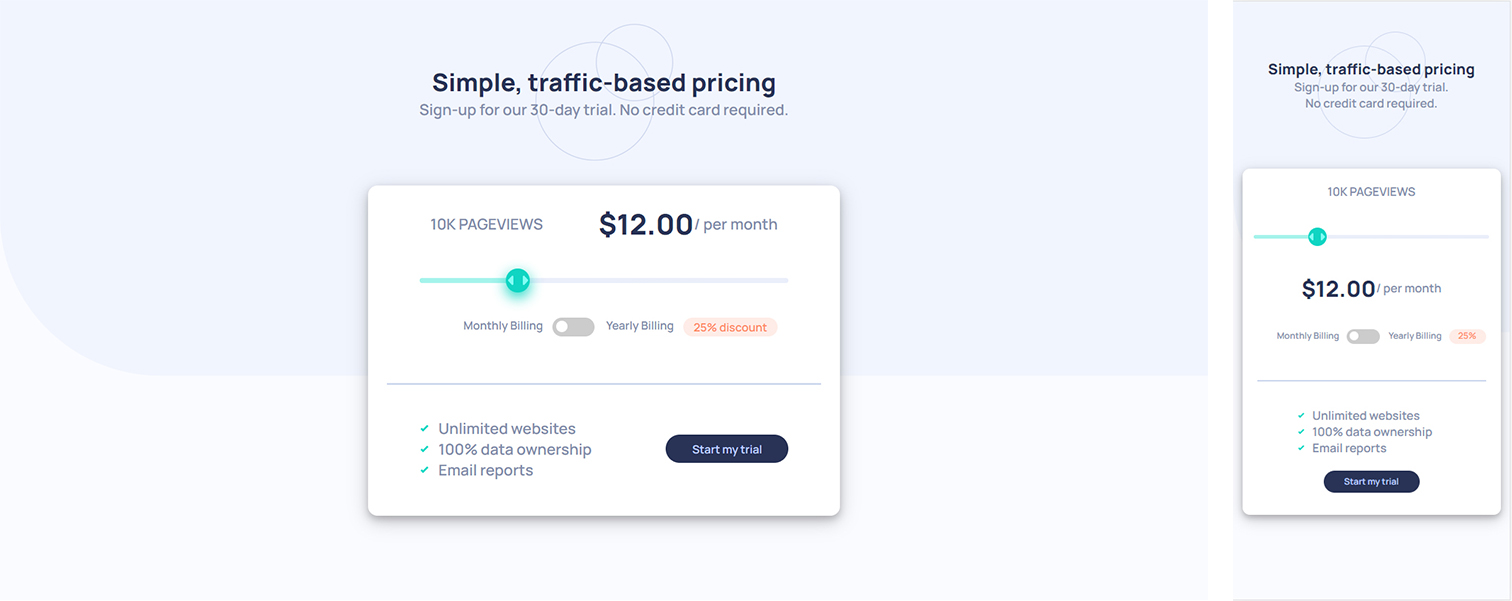 Simple, traffic-based pricing
Sign-up for our 30-day trial. No credit card required.
10K PAGEVIEWS
$12.00/ per month
Monthly Billing
Yearly Billing
25% discount
Unlimited websites
100% data ownership
Email reports
Start my trial
Simple, traffic-based pricing
Sign-up for our 30-day trial.
No credit card required.
10K PAGEVIEWS
$12.00/ per month
Monthly Billing
Yearly Billing
25%
Unlimited websites
100% data ownership
Email reports
Start my trial